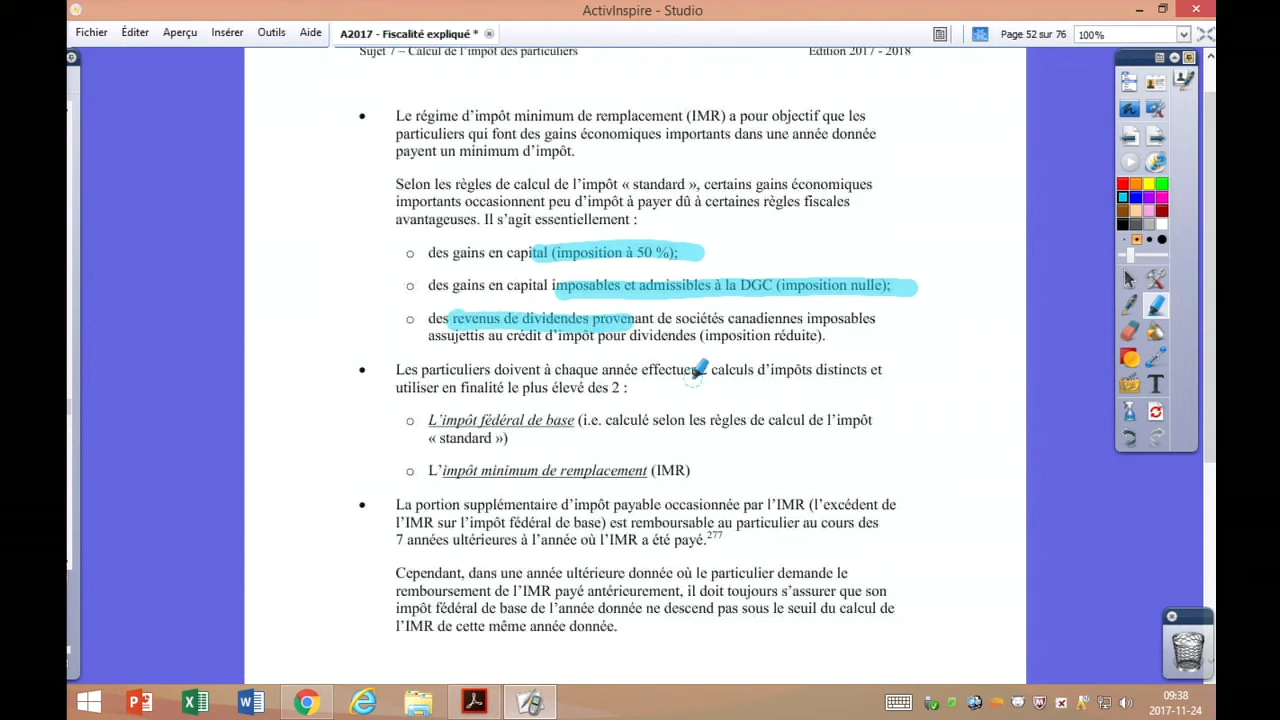 ActivInspire - Studio
Fichier Éditer Aperçu Insérer Outils Aide A2017 - Fiscalité expliqué * Page 52 sur 76 100%
Sujet 7 – Calcul de l'impôt des particuliers Édition 2017 - 2018
• Le régime d'impôt minimum de remplacement (IMR) a pour objectif que les
particuliers qui font des gains économiques importants dans une année donnée
payent un minimum d'impôt.
Selon les règles de calcul de l'impôt « standard », certains gains économiques
importants occasionnent peu d'impôt à payer dû à certaines règles fiscales
avantageuses. Il s'agit essentiellement :
o des gains en capital (imposition à 50 %);
o des gains en capital imposables et admissibles à la DGC (imposition nulle);
o des revenus de dividendes provenant de sociétés canadiennes imposables
assujettis au crédit d'impôt pour dividendes (imposition réduite).
• Les particuliers doivent à chaque année effectuer calculs d'impôts distincts et
utiliser en finalité le plus élevé des 2 :
o L'impôt fédéral de base (i.e. calculé selon les règles de calcul de l'impôt
« standard »)
o L'impôt minimum de remplacement (IMR)
• La portion supplémentaire d'impôt payable occasionnée par l'IMR (l'excédent de
l'IMR sur l'impôt fédéral de base) est remboursable au particulier au cours des
7 années ultérieures à l'année où l'IMR a été payé.277
Cependant, dans une année ultérieure donnée où le particulier demande le
remboursement de l'IMR payé antérieurement, il doit toujours s'assurer que son
impôt fédéral de base de l'année donnée ne descend pas sous le seuil du calcul de
l'IMR de cette même année donnée.
09:38
2017-11-24